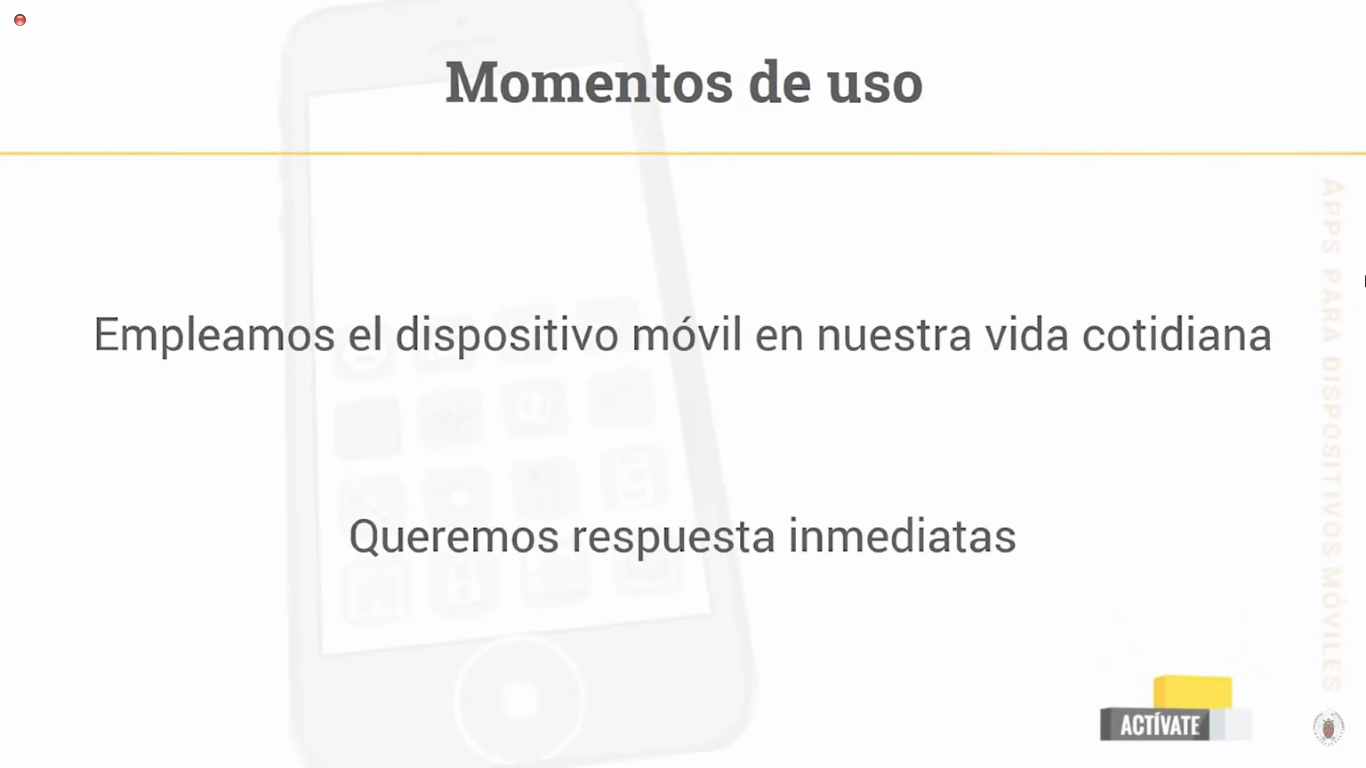 Momentos de uso
Empleamos el dispositivo móvil en nuestra vida cotidiana
Queremos respuesta inmediatas
APPS PARA DISPOSITIVOS MÓVILES
ACTÍVATE